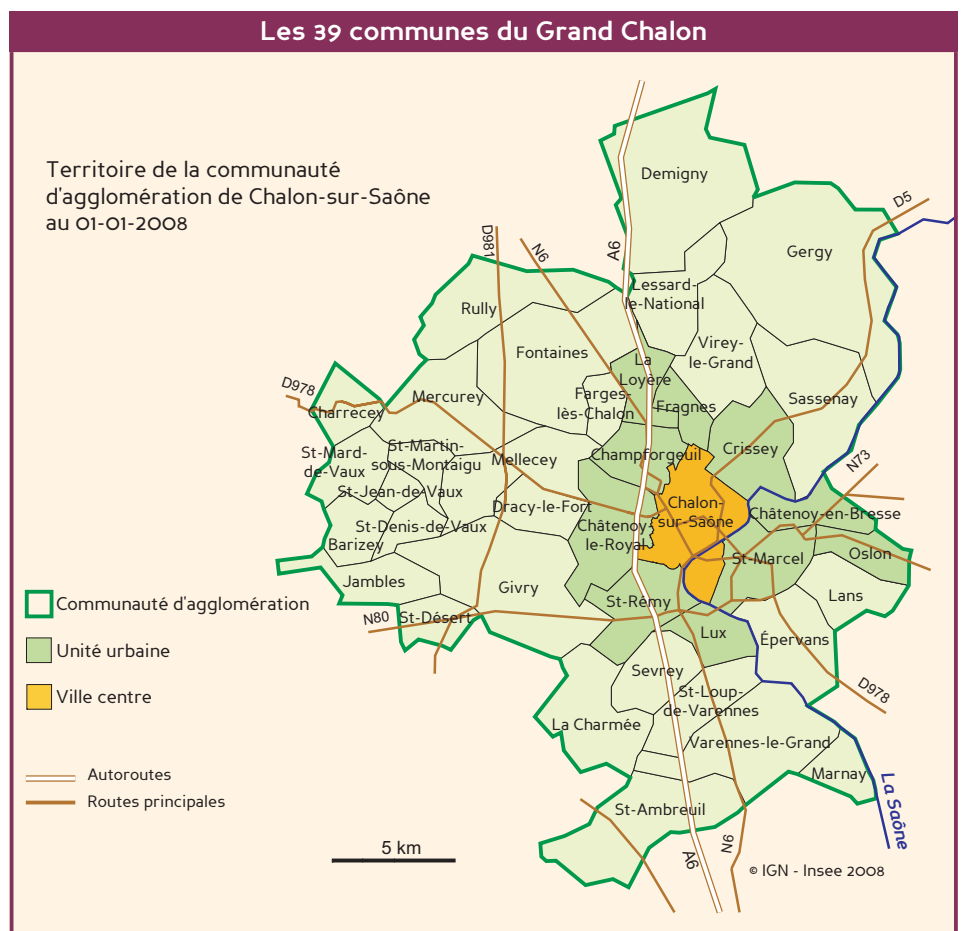 Les 39 communes du Grand Chalon
Territoire de la communauté
d'agglomération de Chalon-sur-Saône
au 01-01-2008
Demigny
D5
D981
N6
A6
Gergy
Lessard-
le-National
Rully
Virey-
le-Grand
Fontaines
La
Loyère
D978
Mercurey
Farges-
lès-Chalon
Fragnes
Sassenay
Charrecey
St-Mard-
de-Vaux
St-Martin-
sous-Montaigu
Mellecey
Champforgeuil
Crissey
N73
St-Jean-de-Vaux
Dracy-le-Fort
Chalon-
sur-Saône
Châtenoy-en-Bresse
St-Denis-de-Vaux
Châtenoy-
le-Royal
Barizey
St-Marcel
Oslon
Jambles
Givry
Lans
St-Rémy
N80
St-Désert
Lux
Épervans
Sevrey
St-Loup-
de-Varennes
D978
La Charmée
Varennes-le-Grand
Marnay
La Saône
St-Ambreuil
A6
N6
Communauté d'agglomération
Unité urbaine
Ville centre
Autoroutes
Routes principales
5 km
© IGN - Insee 2008